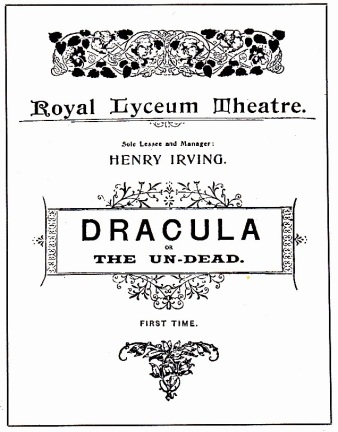 Royal Lyceum Theatre.
Sole Lessee and Manager:
HENRY IRVING.
DRACULA
OR
THE UN-DEAD.
FIRST TIME.